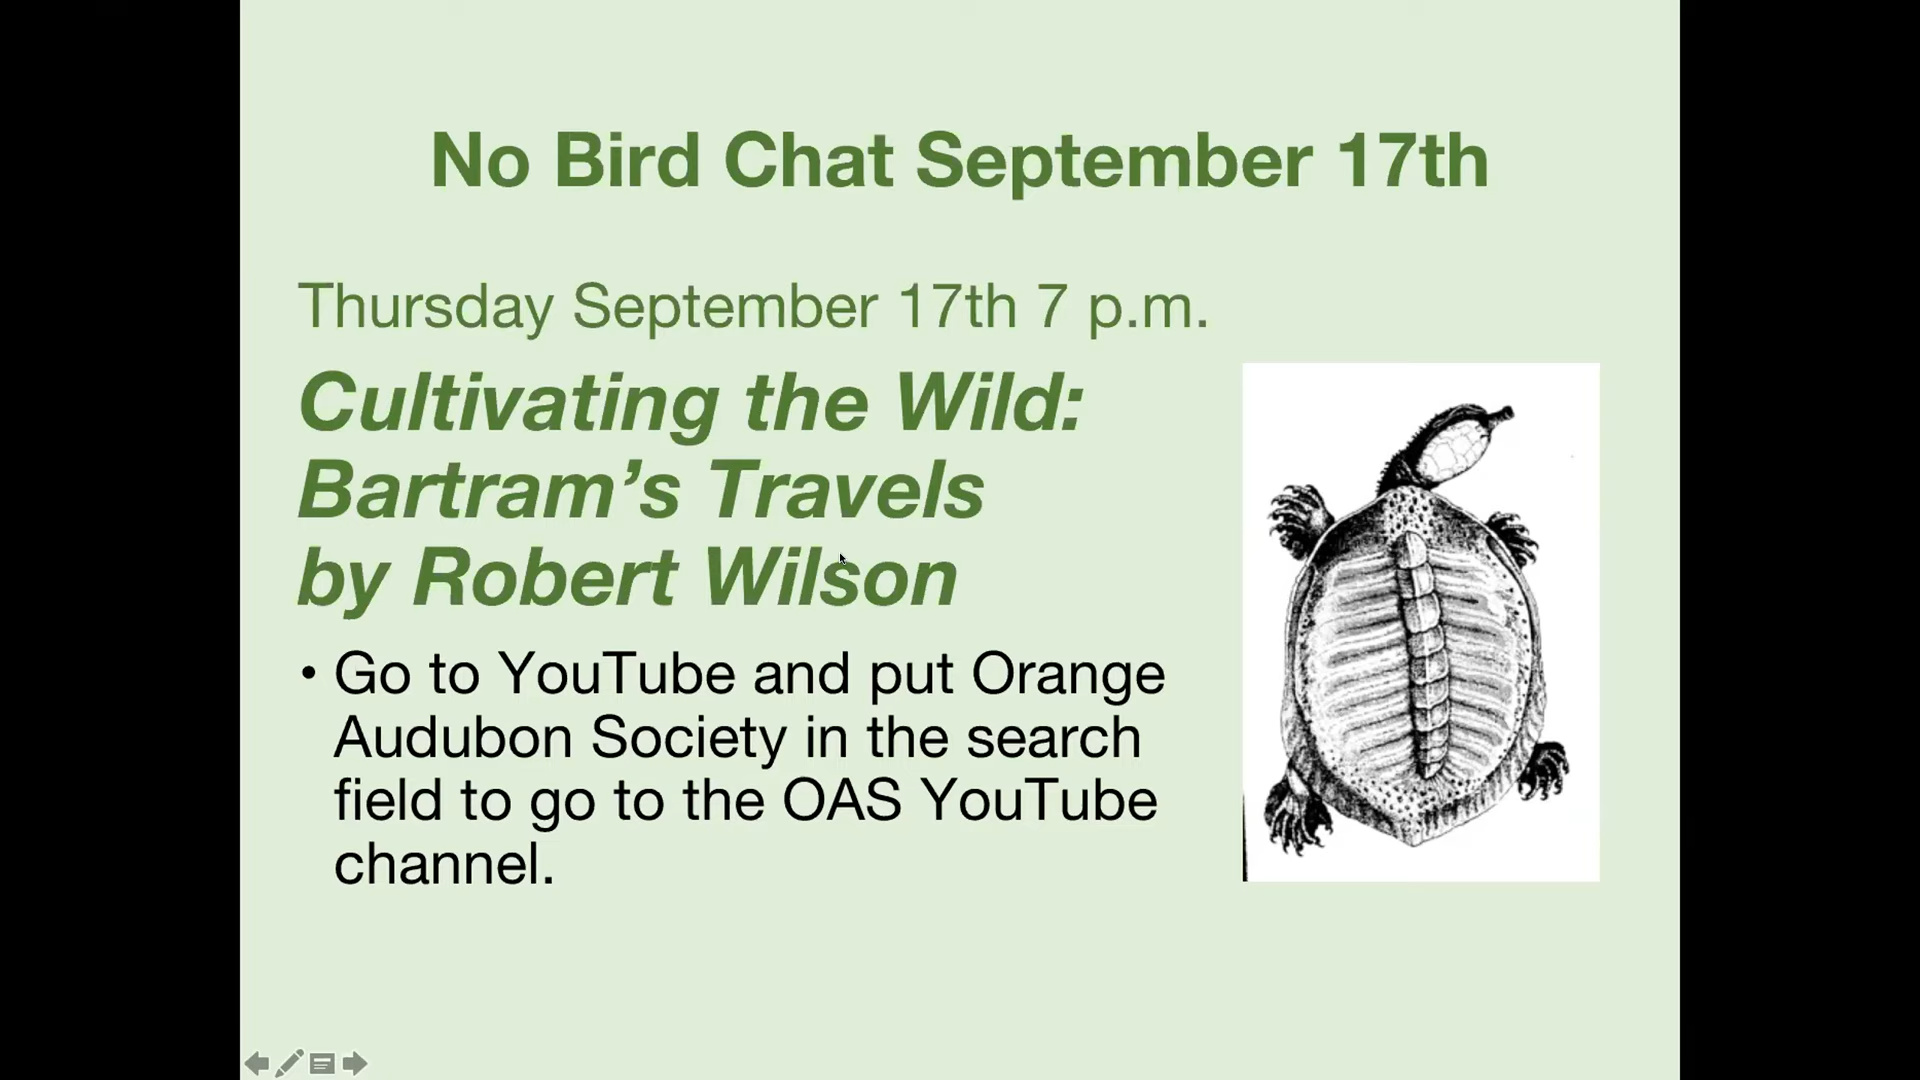 No Bird Chat September 17th
Thursday September 17th 7 p.m.
Cultivating the Wild:
Bartram’s Travels
by Robert Wilson
• Go to YouTube and put Orange
Audubon Society in the search
field to go to the OAS YouTube
channel.